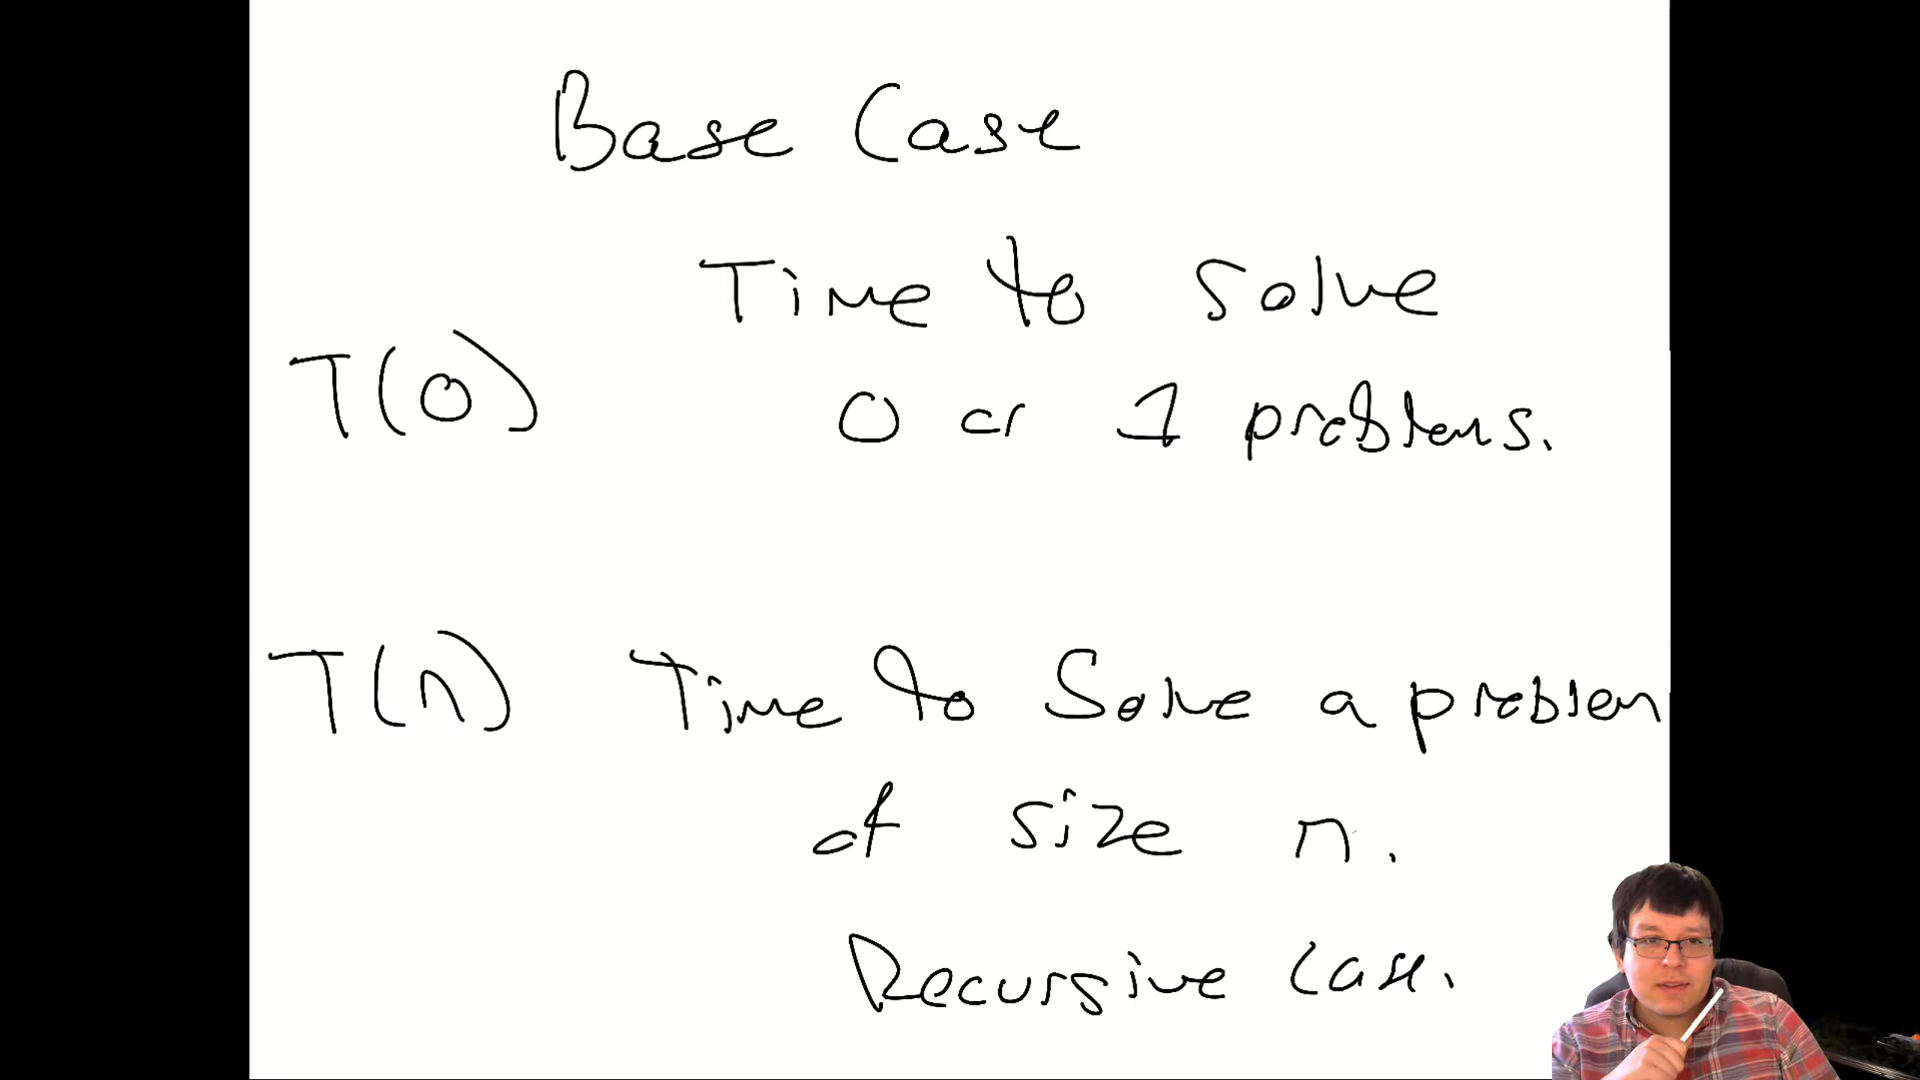 Base Case
Time to solve
T(0) 0 or 1 problems.
T(n) Time to Solve a problem
of size n.
Recursive Case.